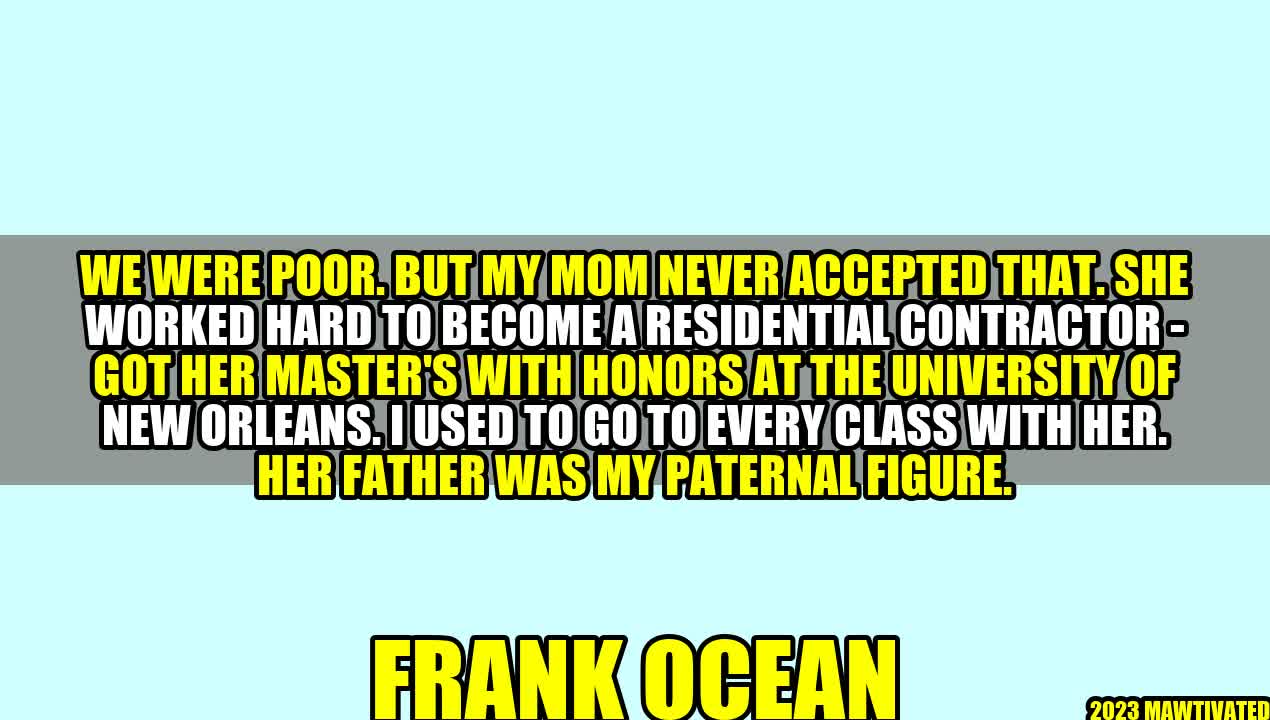 WE WERE POOR. BUT MY MOM NEVER ACCEPTED THAT. SHE
WORKED HARD TO BECOME A RESIDENTIAL CONTRACTOR -
GOT HER MASTER'S WITH HONORS AT THE UNIVERSITY OF
NEW ORLEANS. I USED TO GO TO EVERY CLASS WITH HER.
HER FATHER WAS MY PATERNAL FIGURE.
FRANK OCEAN
2023 MAWTIVATED